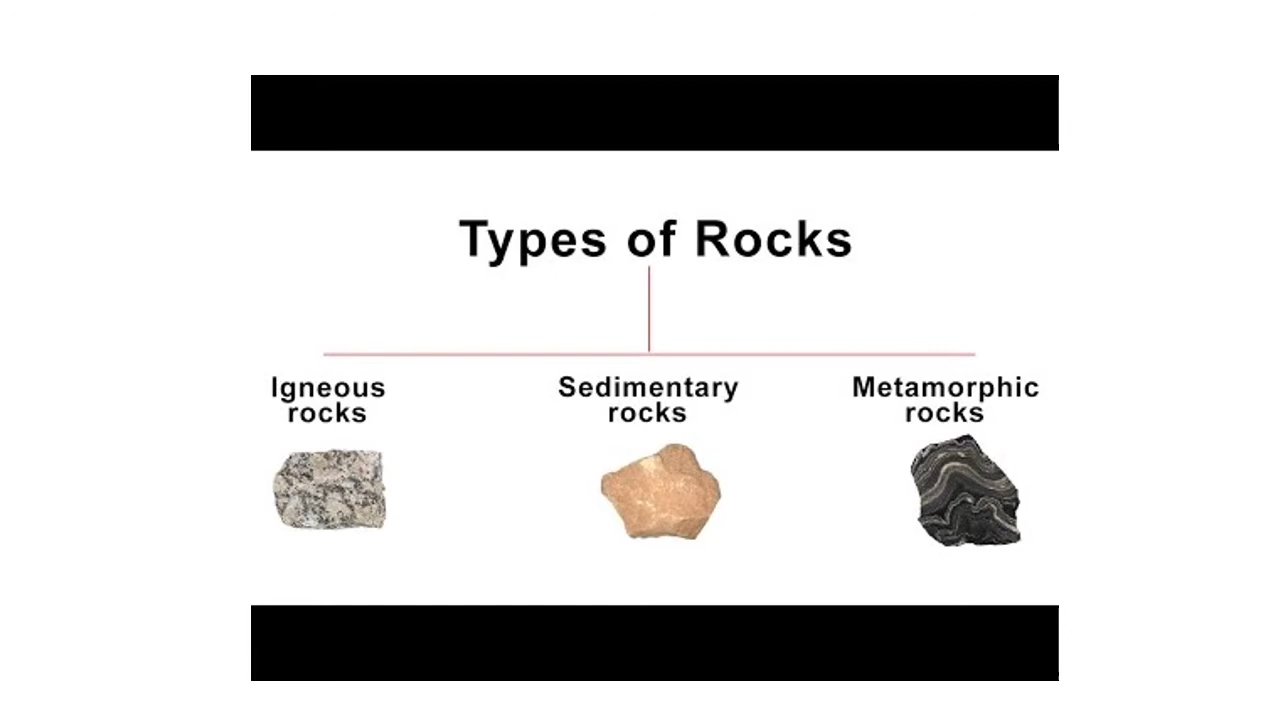 Types of Rocks
Igneous
rocks
Sedimentary
rocks
Metamorphic
rocks